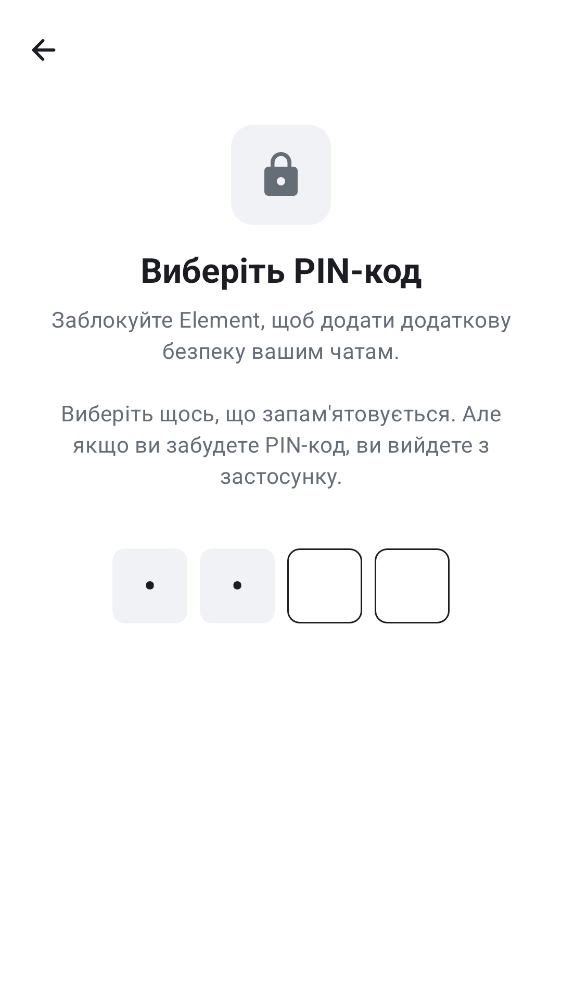 Виберіть PIN-код
Заблокуйте Element, щоб додати додаткову
безпеку вашим чатам.
Виберіть щось, що запам'ятовується. Але
якщо ви забудете PIN-код, ви вийдете з
застосунку.